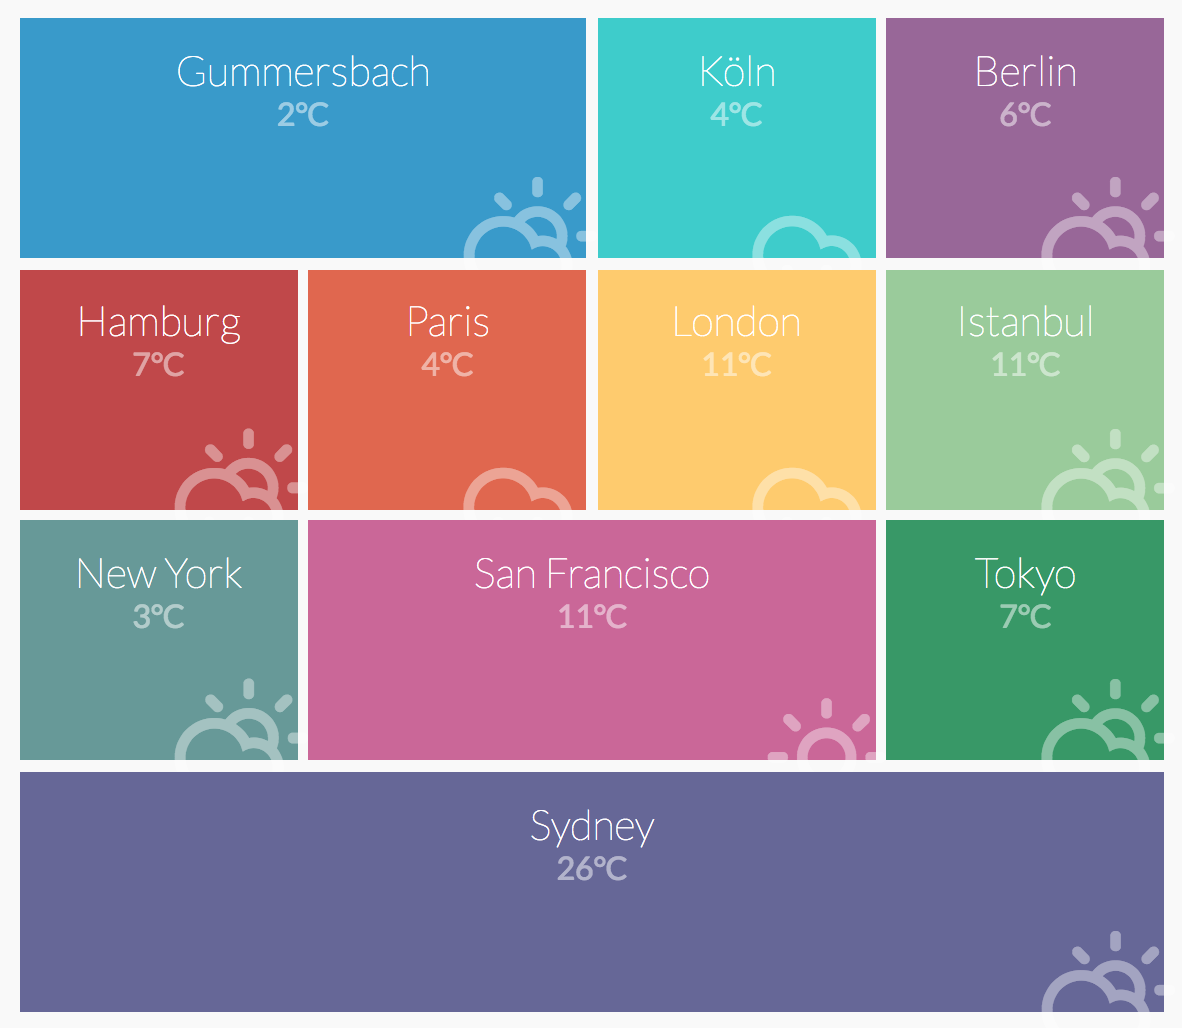 Gummersbach
2°C
Köln
4°C
Berlin
6°C
Hamburg
7°C
Paris
4°C
London
11°C
Istanbul
11°C
New York
3°C
San Francisco
11°C
Tokyo
7°C
Sydney
26°C